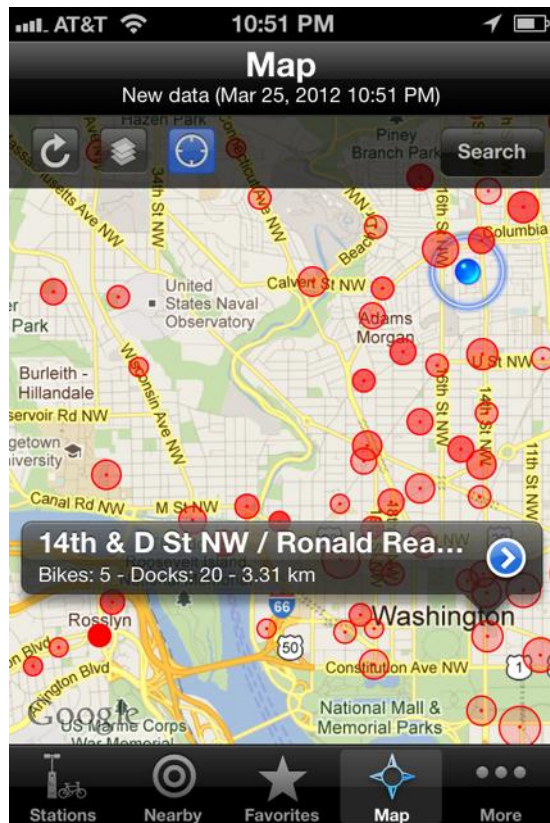 AT&T 10:51 PM
Map
New data (Mar 25, 2012 10:51 PM)
Hazen Park
Piney
Branch Park
Search
Massachusetts Ave NW
34th St NW
Connecticut Ave NW
16th St NW
Columbia
Beach
United
States Naval
Observatory
Calvert St NW
Park
Adams
Morgan
Wisconsin Ave NW
U St NW
Burleith -
Hillandale
16th St NW
14th St NW
11th St NW
Canal Rd NW
M St NW
14th & D St NW / Ronald Rea...
Bikes: 5 - Docks: 20 - 3.31 km
Rosslyn
66
Washington
50
Constitution Ave NW
1
Arlington Blvd
Google
US Marine Corps
War Memorial
National Mall &
Memorial Parks
Stations Nearby Favorites Map More